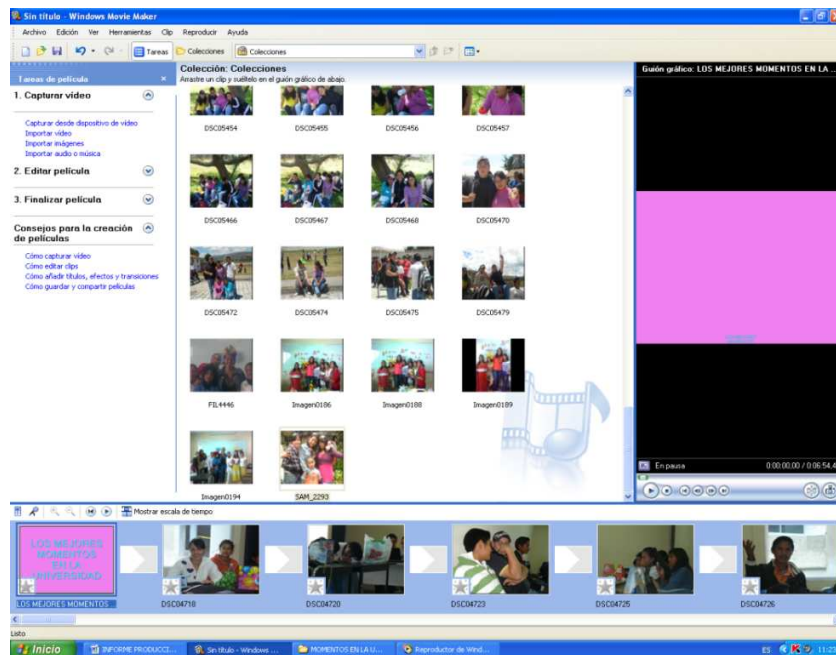 Sin título - Windows Movie Maker
Archivo Edición Ver Herramientas Clip Reproducir Ayuda
Tareas Colecciones Colecciones
Tareas de película
1. Capturar vídeo
Capturar desde dispositivo de vídeo
Importar vídeo
Importar imágenes
Importar audio o música
2. Editar película
3. Finalizar película
Consejos para la creación
de películas
Cómo capturar vídeo
Cómo editar clips
Cómo añadir títulos, efectos y transiciones
Cómo guardar y compartir películas
Colección: Colecciones
Arrastre un clip y suéltelo en el guión gráfico de abajo.
DSC05454 DSC05455 DSC05456 DSC05457
DSC05466 DSC05467 DSC05468 DSC05470
DSC05472 DSC05474 DSC05475 DSC05479
FIL4446 Imagen0186 Imagen0188 Imagen0189
Imagen0194 SAM_2293
Guión gráfico: LOS MEJORES MOMENTOS EN LA ...
En pausa 0:00:00,00 / 0:06:54,4
Mostrar escala de tiempo
LOS MEJORES
MOMENTOS
EN LA
UNIVERSIDAD
LOS MEJORES MOMENTOS... DSC04718 DSC04720 DSC04723 DSC04725 DSC04726
Listo
Inicio INFORME PRODUCCI... Sin título - Windows ... MOMENTOS EN LA U... Reproductor de Wind... ES